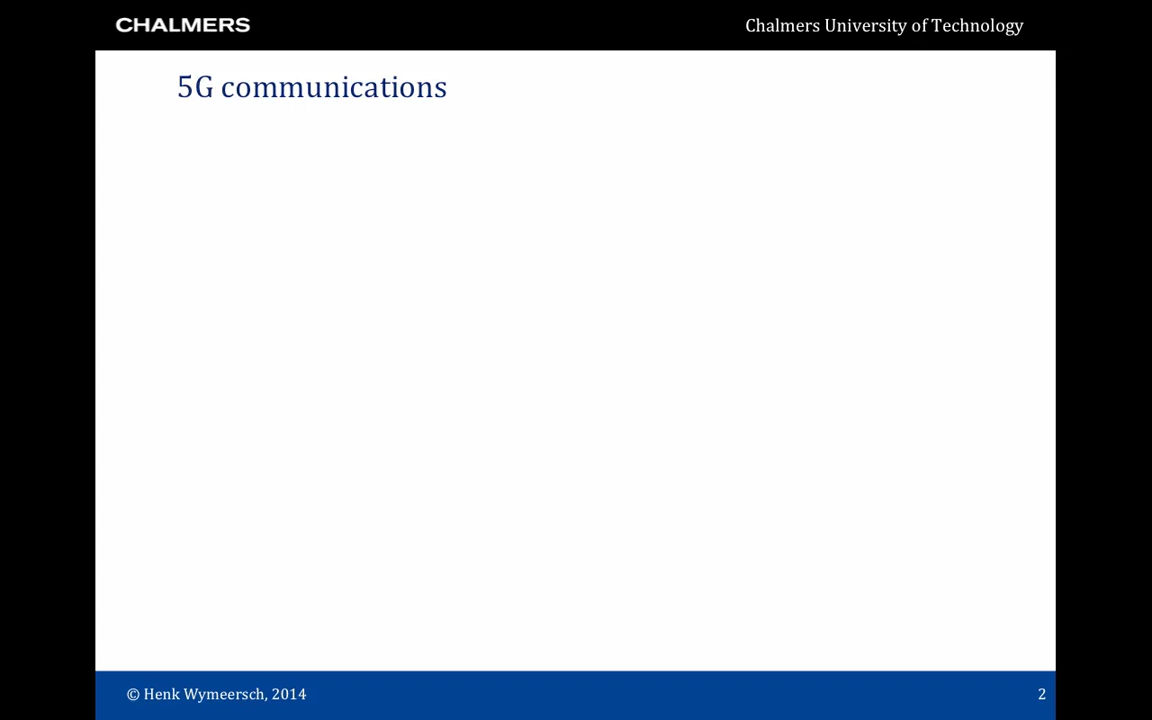 CHALMERS
Chalmers University of Technology
5G communications
© Henk Wymeersch, 2014
2